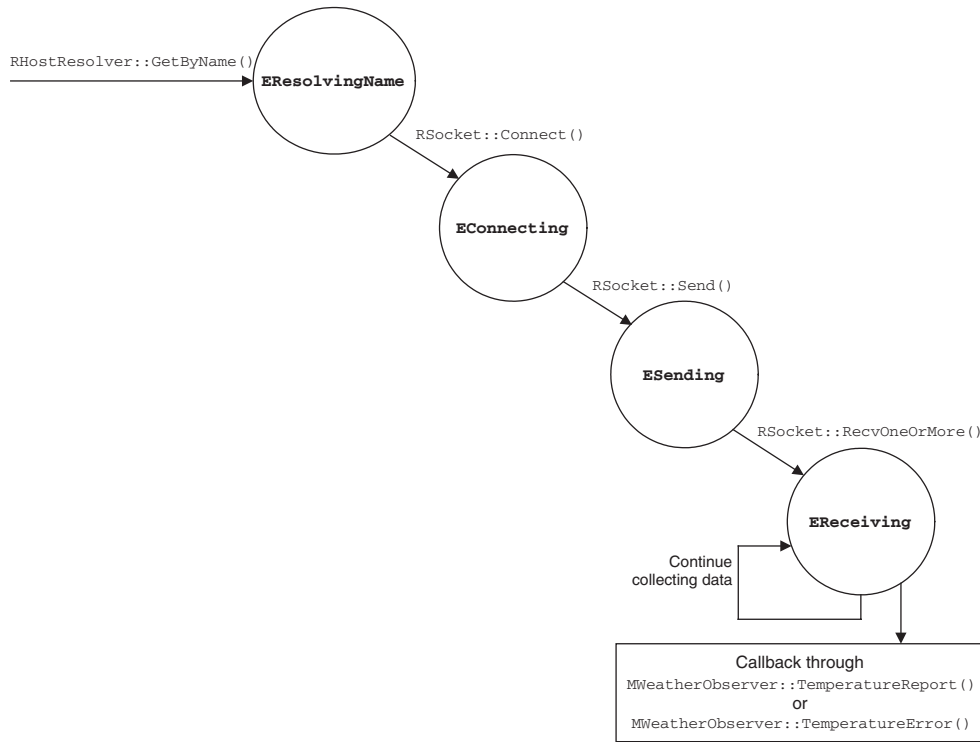 RHostResolver::GetByName()
EResolvingName
RSocket::Connect()
EConnecting
RSocket::Send()
ESending
RSocket::RecvOneOrMore()
EReceiving
Continue
collecting data
Callback through
MWeatherObserver::TemperatureReport()
or
MWeatherObserver::TemperatureError()